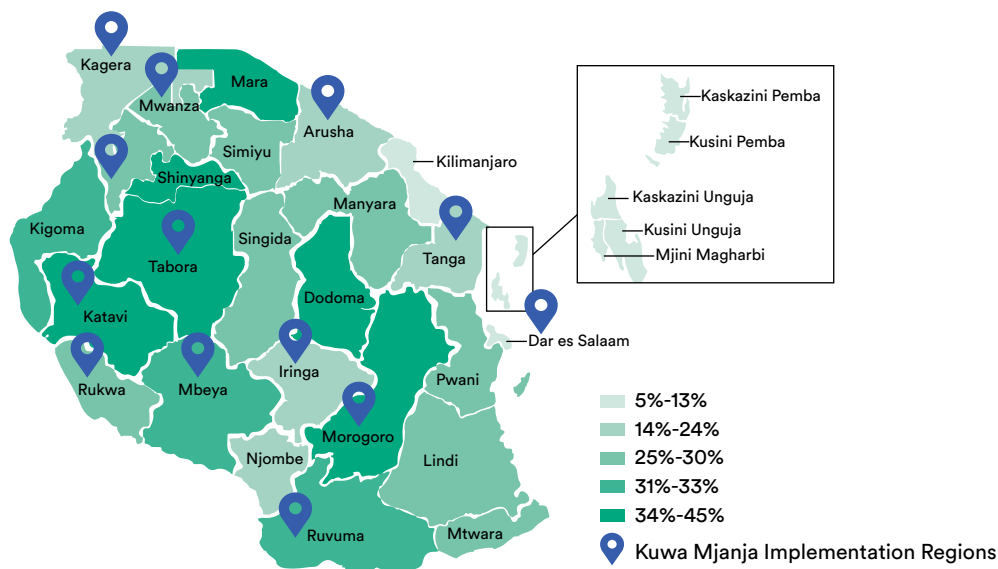 Kagera
Mara
Mwanza
Arusha
Simiyu
Kilimanjaro
Shinyanga
Manyara
Kigoma
Singida
Tanga
Tabora
Dodoma
Katavi
Dar es Salaam
Iringa
Rukwa
Mbeya
Pwani
Morogoro
Njombe
Lindi
Ruvuma
Mtwara
Kaskazini Pemba
Kusini Pemba
Kaskazini Unguja
Kusini Unguja
Mjini Magharbi
5%-13%
14%-24%
25%-30%
31%-33%
34%-45%
Kuwa Mjanja Implementation Regions